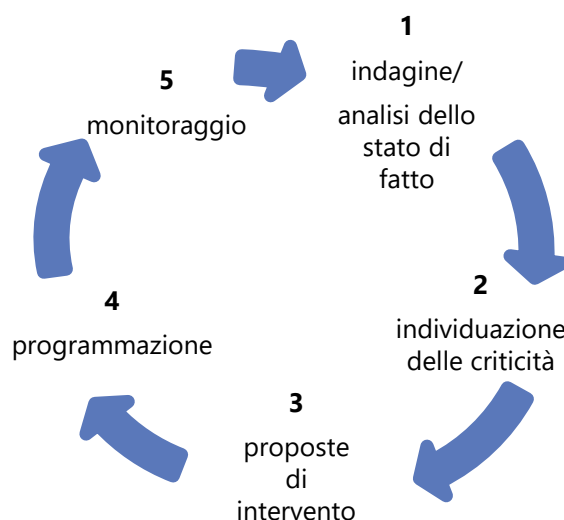 1
indagine/
analisi dello
stato di
fatto
2
individuazione
delle criticità
3
proposte
di
intervento
4
programmazione
5
monitoraggio